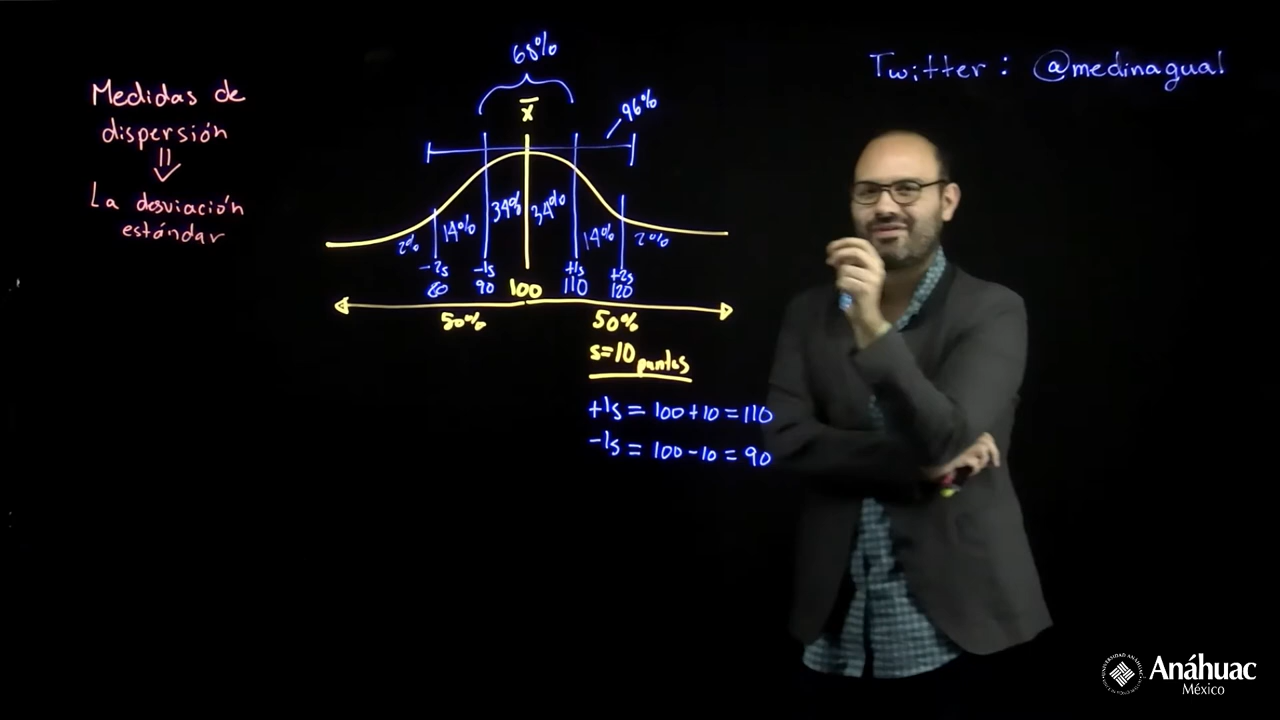 Medidas de
dispersión
La desviación
estándar
68%
x̄
96%
2% 14% 34% 34% 14% 2%
-2s -1s +1s +2s
80 90 100 110 120
50% 50%
s=10 puntos
+1s = 100+10 = 110
-1s = 100-10 = 90
Twitter: @medinagual
Anáhuac
México